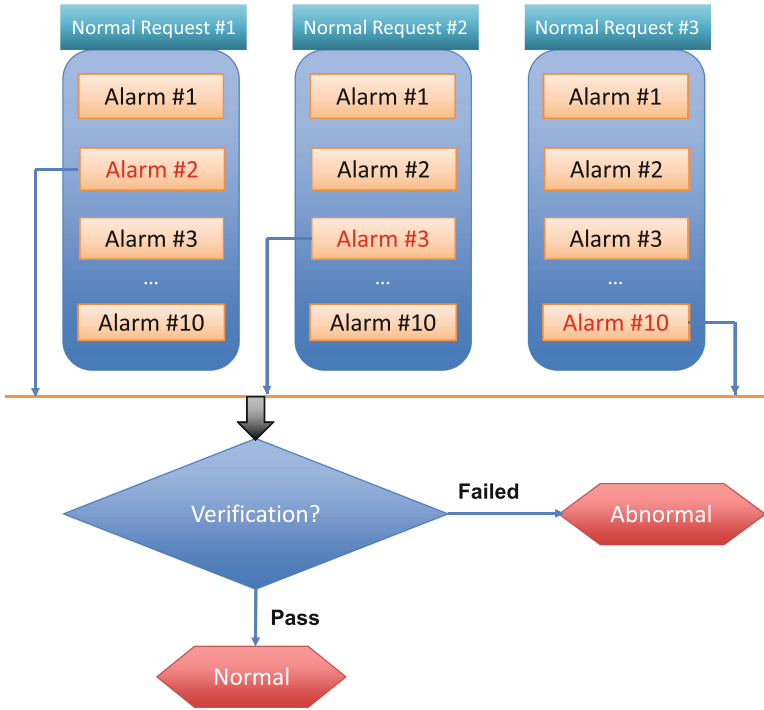 Normal Request #1
Normal Request #2
Normal Request #3
Alarm #1
Alarm #1
Alarm #1
Alarm #2
Alarm #2
Alarm #2
Alarm #3
Alarm #3
Alarm #3
...
...
...
Alarm #10
Alarm #10
Alarm #10
Verification?
Failed
Abnormal
Pass
Normal